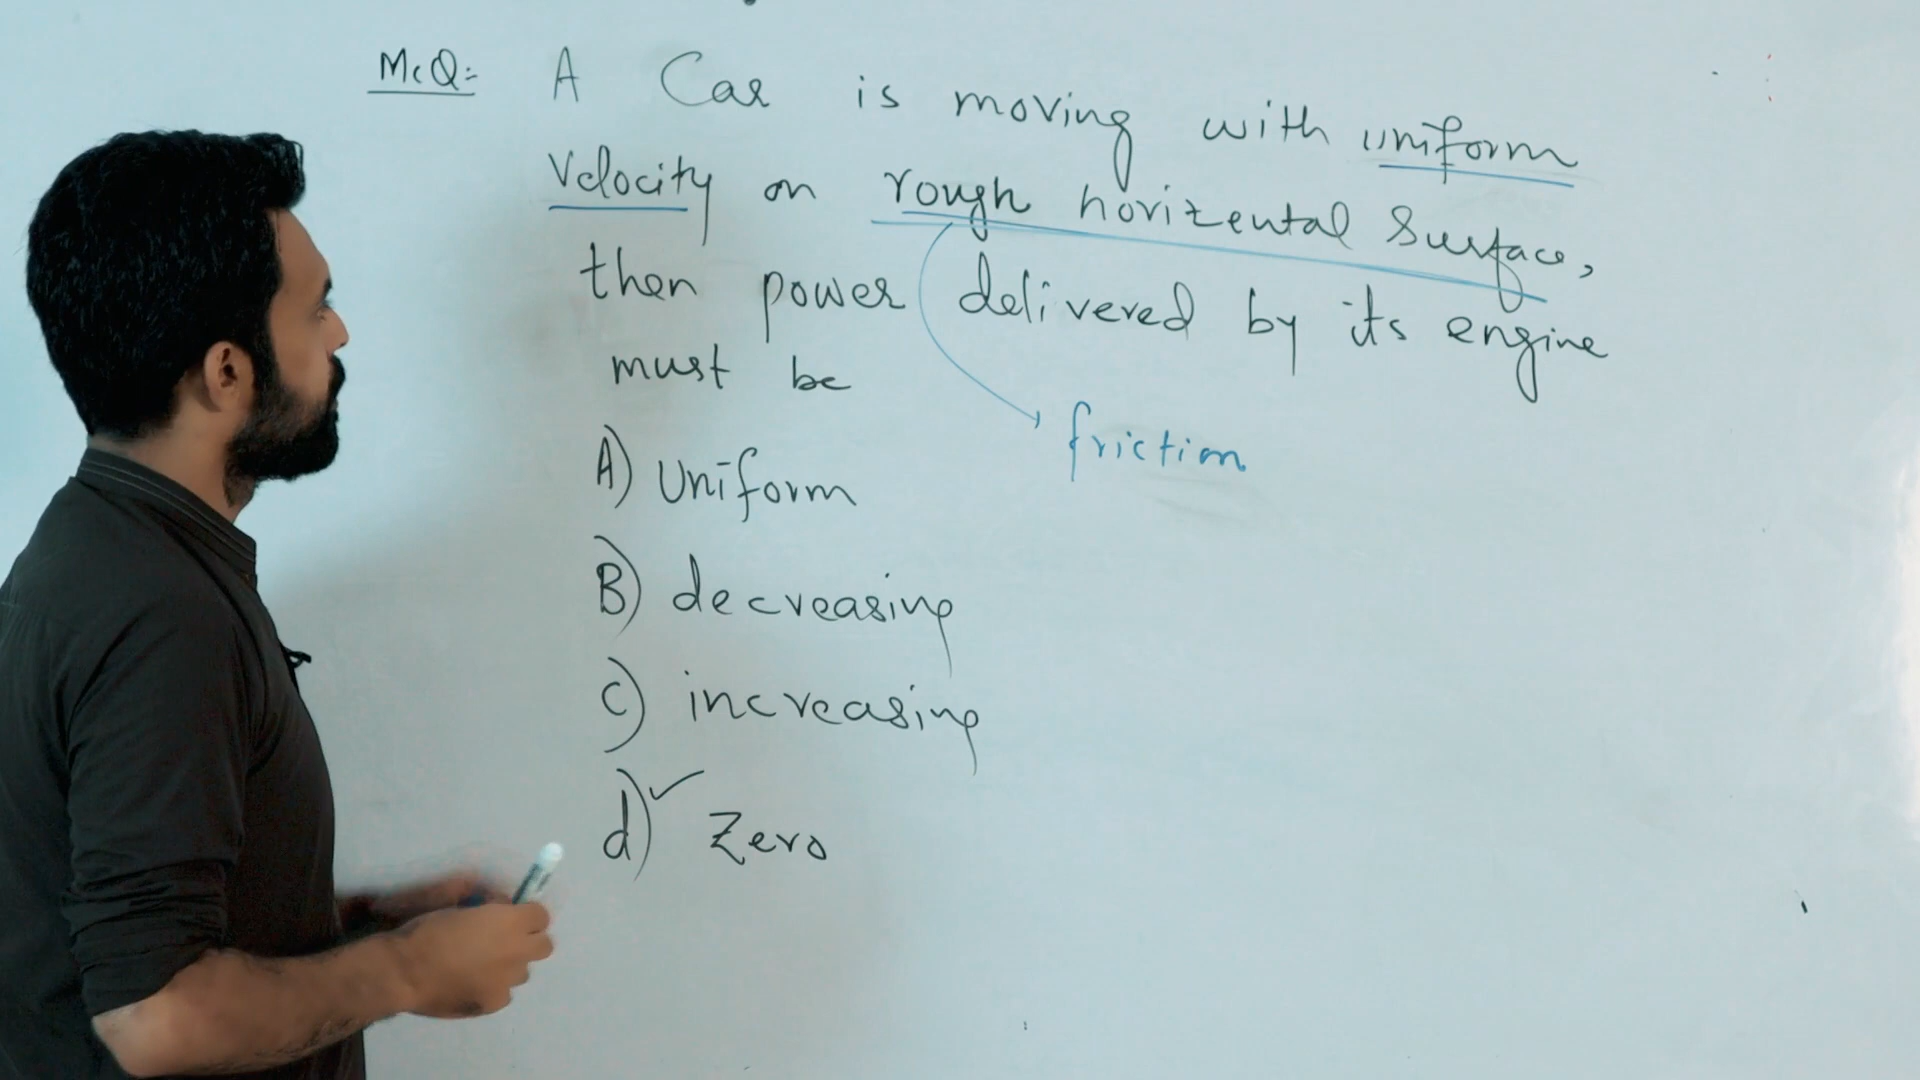 McQ:- A Car is moving with uniform
velocity on rough horizental surface,
then power delivered by its engine
must be
friction
A) Uniform
B) decreasing
C) increasing
d) ✓ Zero